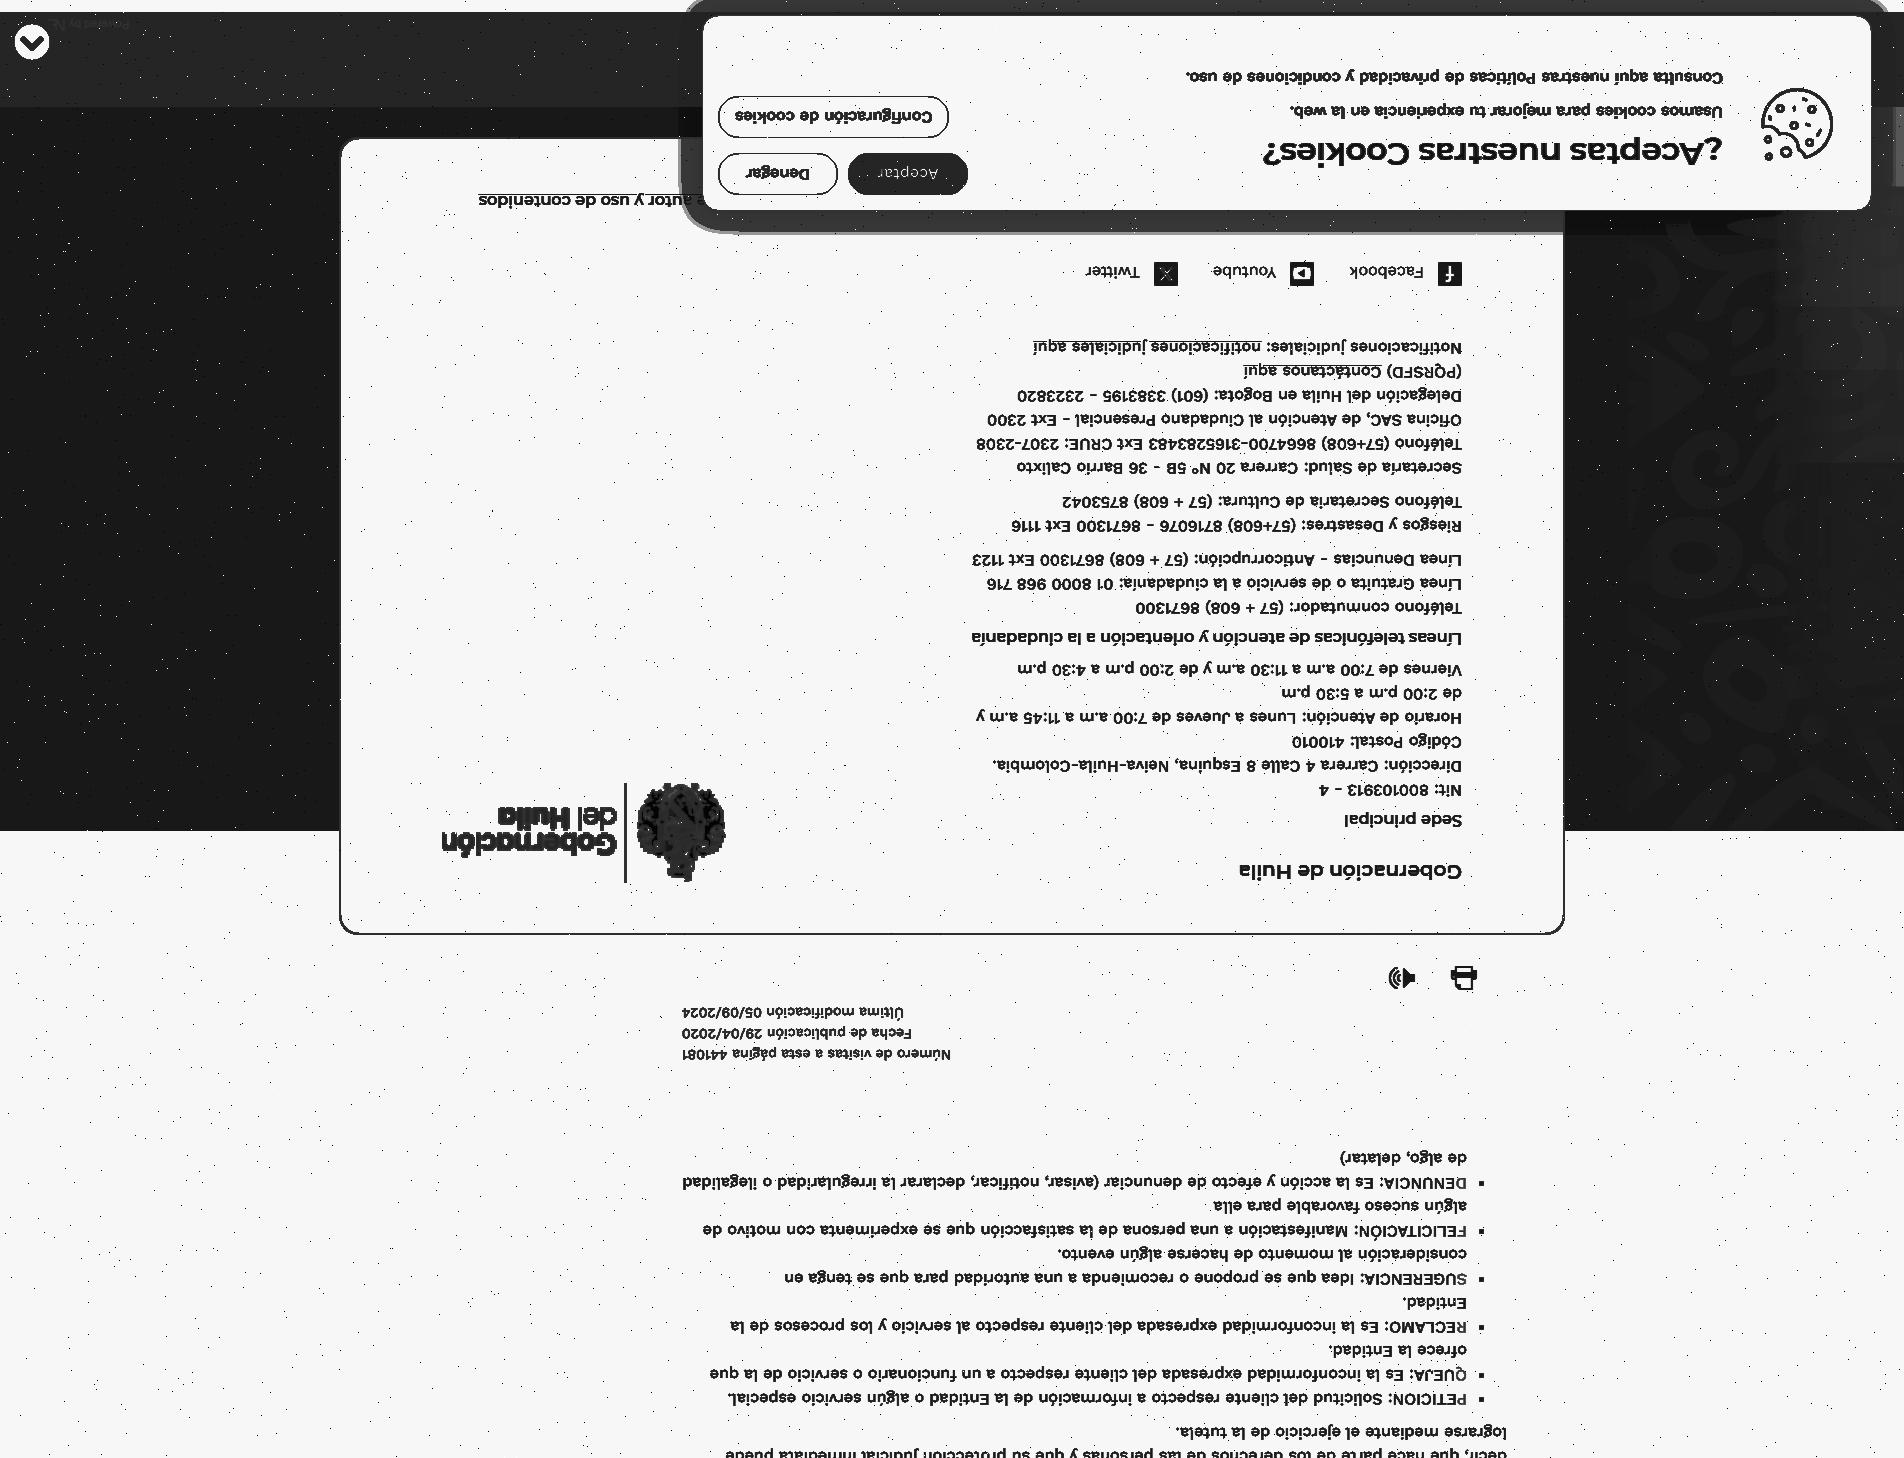 decir, que hace parte de los derechos de las personas y que su protección judicial inmediata puede
lograrse mediante el ejercicio de la tutela.
▪ PETICION: Solicitud del cliente respecto a información de la Entidad o algún servicio especial.
▪ QUEJA: Es la inconformidad expresada del cliente respecto a un funcionario o servicio de la que
ofrece la Entidad.
▪ RECLAMO: Es la inconformidad expresada del cliente respecto al servicio y los procesos de la
Entidad.
▪ SUGERENCIA: Idea que se propone o recomienda a una autoridad para que se tenga en
consideración al momento de hacerse algún evento.
▪ FELICITACIÓN: Manifestación a una persona de la satisfacción que se experimenta con motivo de
algún suceso favorable para ella
▪ DENUNCIA: Es la acción y efecto de denunciar (avisar, notificar, declarar la irregularidad o ilegalidad
de algo, delatar)
Número de visitas a esta página 441081
Fecha de publicación 29/04/2020
Última modificación 05/09/2024
Gobernación de Huila
Sede principal
Nit: 800103913 - 4
Dirección: Carrera 4 Calle 8 Esquina, Neiva-Huila-Colombia.
Código Postal: 410010
Horario de Atención: Lunes a Jueves de 7:00 a.m a 11:45 a.m y
de 2:00 p.m a 5:30 p.m
Viernes de 7:00 a.m a 11:30 a.m y de 2:00 p.m a 4:30 p.m
Líneas telefónicas de atención y orientación a la ciudadanía
Teléfono conmutador: (57 + 608) 8671300
Línea Gratuita o de servicio a la ciudadanía: 01 8000 968 716
Línea Denuncias - Anticorrupción: (57 + 608) 8671300 Ext 1123
Riesgos y Desastres: (57+608) 8716076 - 8671300 Ext 1116
Teléfono Secretaria de Cultura: (57 + 608) 8753042
Secretaría de Salud: Carrera 20 Nº 5B - 36 Barrio Calixto
Teléfono (57+608) 8664700-3165283483 Ext CRUE: 2307-2308
Oficina SAC, de Atención al Ciudadano Presencial - Ext 2300
Delegación del Huila en Bogota: (601) 3383195 - 2323820
(PQRSFD) Contáctanos aquí
Notificaciones judiciales: notificaciones judiciales aquí
Gobernación
del Huila
Facebook
Youtube
Twitter
autor y uso de contenidos
¿Aceptas nuestras Cookies?
Usamos cookies para mejorar tu experiencia en la web.
Consulta aquí nuestras Políticas de privacidad y condiciones de uso.
Aceptar
Denegar
Configuración de cookies
Powered by